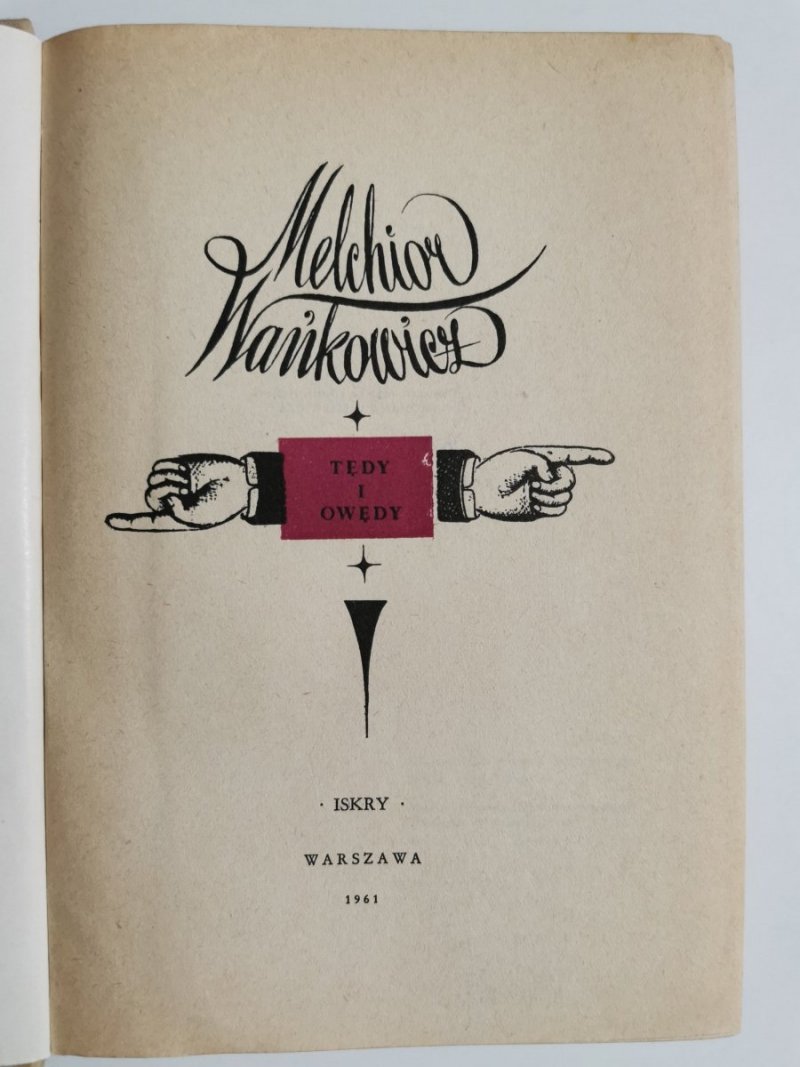 Melchior
Wańkowicz
TĘDY
I
OWĘDY
· ISKRY ·
WARSZAWA
1961